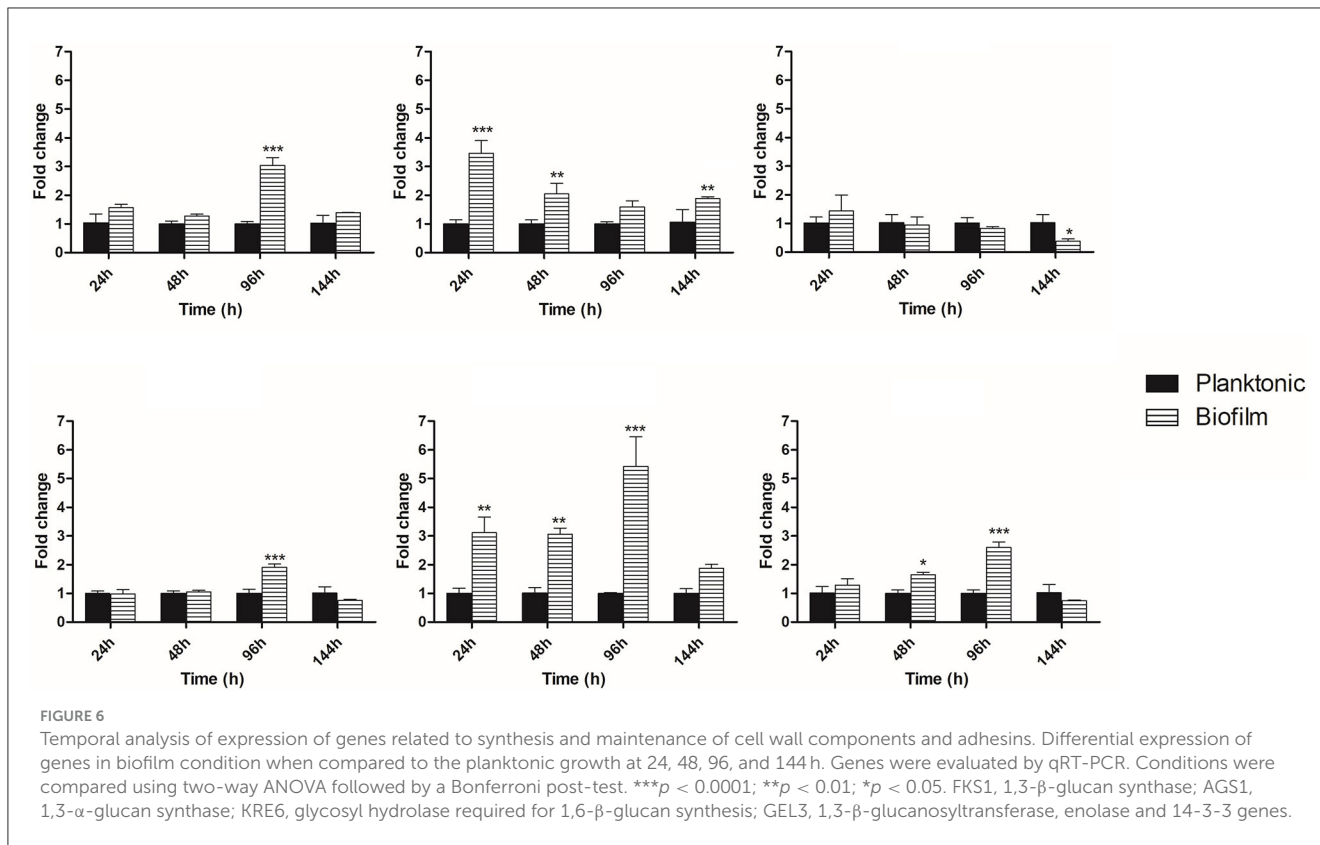 7
6
5
4
3
2
1
0
Fold change
***
24h
48h
96h
144h
Time (h)
7
6
5
4
3
2
1
0
Fold change
***
**
**
24h
48h
96h
144h
Time (h)
7
6
5
4
3
2
1
0
Fold change
*
24h
48h
96h
144h
Time (h)
7
6
5
4
3
2
1
0
Fold change
***
24h
48h
96h
144h
Time (h)
7
6
5
4
3
2
1
0
Fold change
**
**
***
24h
48h
96h
144h
Time (h)
7
6
5
4
3
2
1
0
Fold change
*
***
24h
48h
96h
144h
Time (h)
Planktonic
Biofilm
FIGURE 6
Temporal analysis of expression of genes related to synthesis and maintenance of cell wall components and adhesins. Differential expression of
genes in biofilm condition when compared to the planktonic growth at 24, 48, 96, and 144 h. Genes were evaluated by qRT-PCR. Conditions were
compared using two-way ANOVA followed by a Bonferroni post-test. ***p < 0.0001; **p < 0.01; *p < 0.05. FKS1, 1,3-β-glucan synthase; AGS1,
1,3-α-glucan synthase; KRE6, glycosyl hydrolase required for 1,6-β-glucan synthesis; GEL3, 1,3-β-glucanosyltransferase, enolase and 14-3-3 genes.